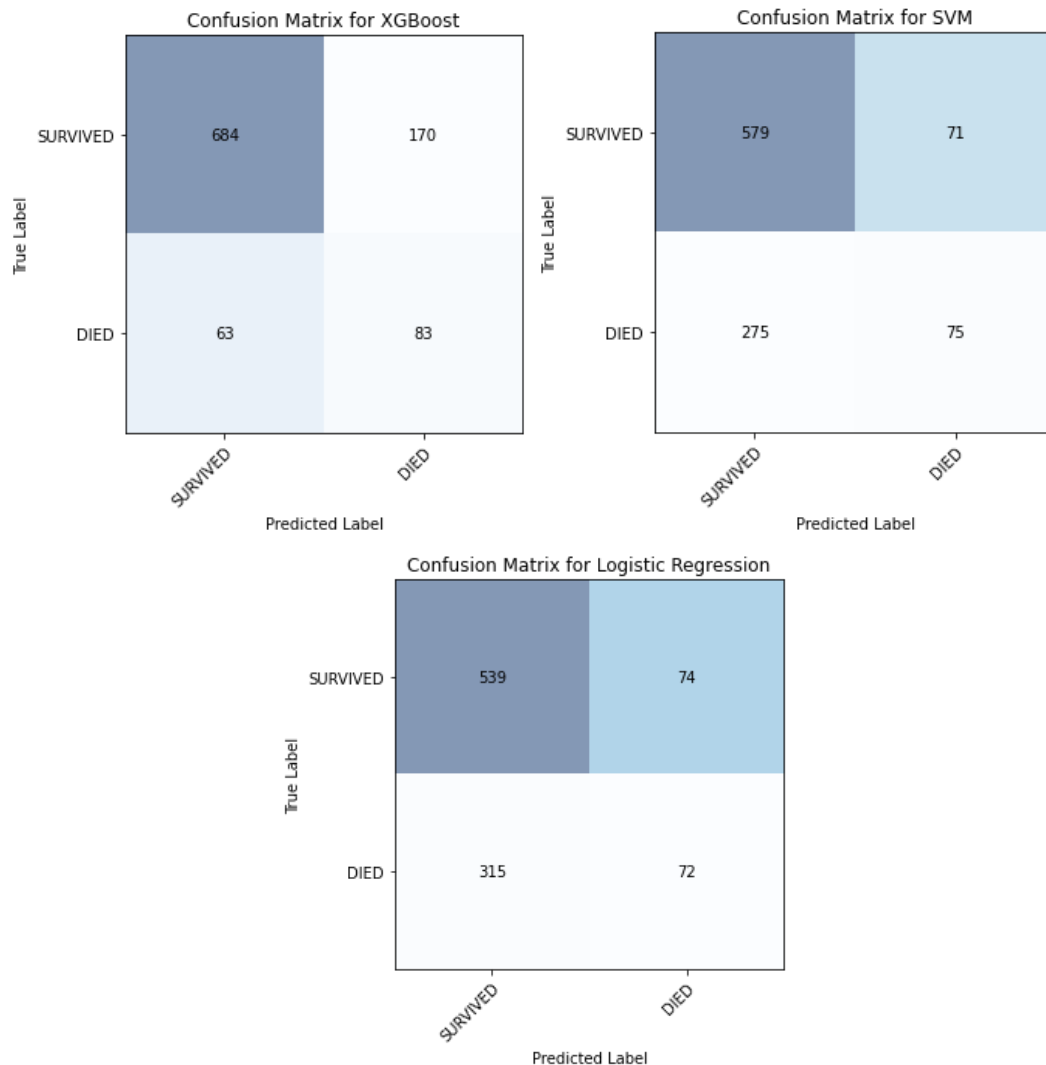 Confusion Matrix for XGBoost
SURVIVED
684
170
True Label
DIED
63
83
SURVIVED
DIED
Predicted Label
Confusion Matrix for SVM
SURVIVED
579
71
True Label
DIED
275
75
SURVIVED
DIED
Predicted Label
Confusion Matrix for Logistic Regression
SURVIVED
539
74
True Label
DIED
315
72
SURVIVED
DIED
Predicted Label